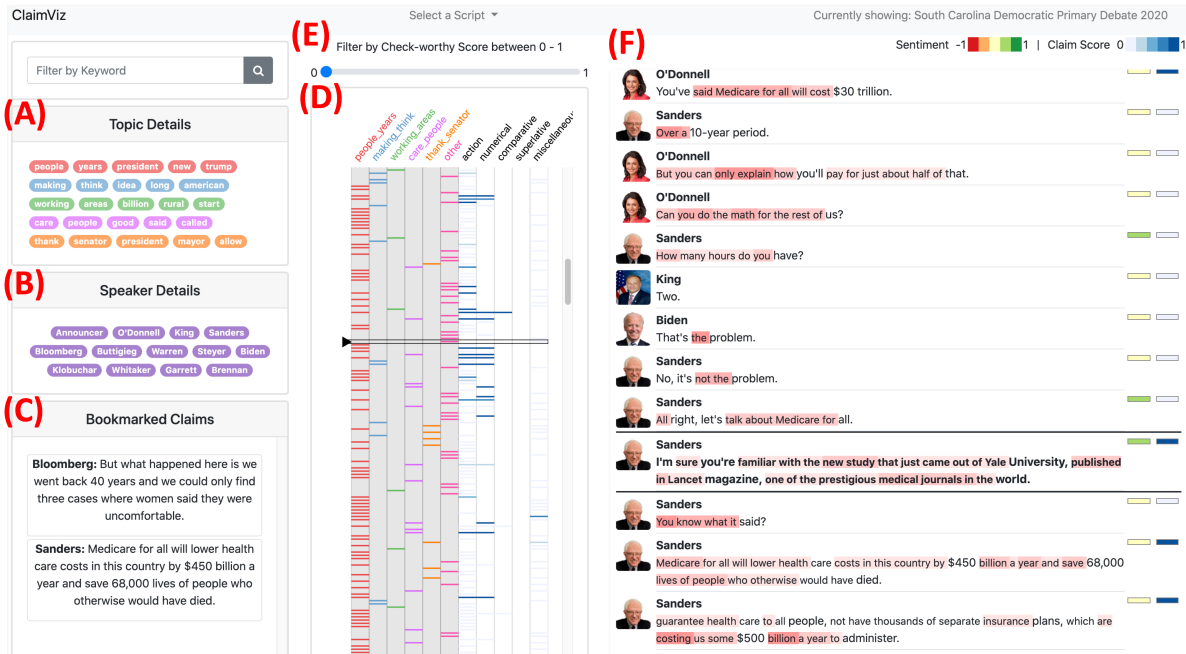 ClaimViz
Select a Script
Currently showing: South Carolina Democratic Primary Debate 2020
Filter by Keyword
(A)
Topic Details
people years president new trump
making think idea long american
working areas billion rural start
care people good said called
thank senator president mayor allow
(B)
Speaker Details
Announcer O'Donnell King Sanders
Bloomberg Buttigieg Warren Steyer Biden
Klobuchar Whitaker Garrett Brennan
(C)
Bookmarked Claims
Bloomberg: But what happened here is we
went back 40 years and we could only find
three cases where women said they were
uncomfortable.
Sanders: Medicare for all will lower health
care costs in this country by $450 billion a
year and save 68,000 lives of people who
otherwise would have died.
(E)
Filter by Check-worthy Score between 0 - 1
0 1
(D)
people_years
making_think
working_areas
care_people
thank_senator
other
action
numerical
comparative
superlative
miscellaneou
(F)
Sentiment -1 1 | Claim Score 0 1
O'Donnell
You've said Medicare for all will cost $30 trillion.
Sanders
Over a 10-year period.
O'Donnell
But you can only explain how you'll pay for just about half of that.
O'Donnell
Can you do the math for the rest of us?
Sanders
How many hours do you have?
King
Two.
Biden
That's the problem.
Sanders
No, it's not the problem.
Sanders
All right, let's talk about Medicare for all.
Sanders
I'm sure you're familiar with the new study that just came out of Yale University, published
in Lancet magazine, one of the prestigious medical journals in the world.
Sanders
You know what it said?
Sanders
Medicare for all will lower health care costs in this country by $450 billion a year and save 68,000
lives of people who otherwise would have died.
Sanders
guarantee health care to all people, not have thousands of separate insurance plans, which are
costing us some $500 billion a year to administer.